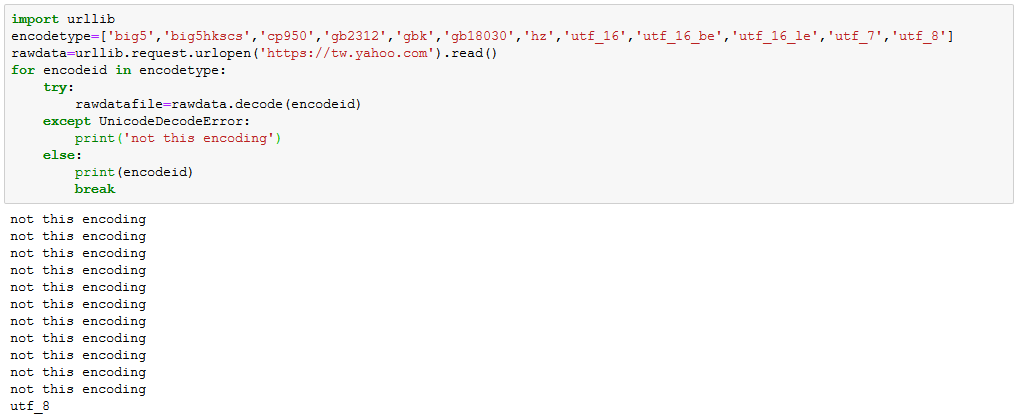 import urllib
encodetype=['big5','big5hkscs','cp950','gb2312','gbk','gb18030','hz','utf_16','utf_16_be','utf_16_le','utf_7','utf_8']
rawdata=urllib.request.urlopen('https://tw.yahoo.com').read()
for encodeid in encodetype:
    try:
        rawdatafile=rawdata.decode(encodeid)
    except UnicodeDecodeError:
        print('not this encoding')
    else:
        print(encodeid)
        break
not this encoding
not this encoding
not this encoding
not this encoding
not this encoding
not this encoding
not this encoding
not this encoding
not this encoding
not this encoding
not this encoding
utf_8